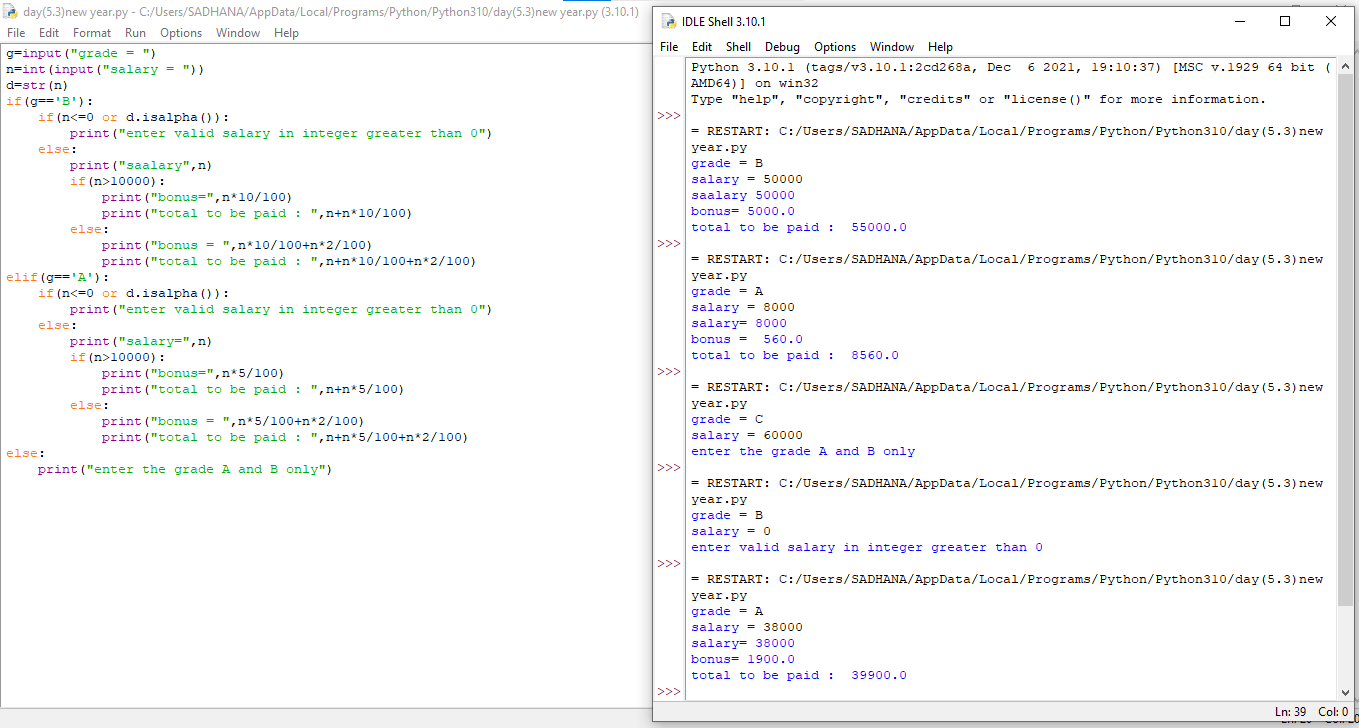 day(5.3)new year.py - C:/Users/SADHANA/AppData/Local/Programs/Python/Python310/day(5.3)new year.py (3.10.1)
File Edit Format Run Options Window Help
g=input("grade = ")
n=int(input("salary = "))
d=str(n)
if(g=='B'):
    if(n<=0 or d.isalpha()):
        print("enter valid salary in integer greater than 0")
    else:
        print("saalary",n)
        if(n>10000):
            print("bonus=",n*10/100)
            print("total to be paid : ",n+n*10/100)
        else:
            print("bonus = ",n*10/100+n*2/100)
            print("total to be paid : ",n+n*10/100+n*2/100)
elif(g=='A'):
    if(n<=0 or d.isalpha()):
        print("enter valid salary in integer greater than 0")
    else:
        print("salary=",n)
        if(n>10000):
            print("bonus=",n*5/100)
            print("total to be paid : ",n+n*5/100)
        else:
            print("bonus = ",n*5/100+n*2/100)
            print("total to be paid : ",n+n*5/100+n*2/100)
else:
    print("enter the grade A and B only")
IDLE Shell 3.10.1
File Edit Shell Debug Options Window Help
Python 3.10.1 (tags/v3.10.1:2cd268a, Dec  6 2021, 19:10:37) [MSC v.1929 64 bit (
AMD64)] on win32
Type "help", "copyright", "credits" or "license()" for more information.
>>>
= RESTART: C:/Users/SADHANA/AppData/Local/Programs/Python/Python310/day(5.3)new
year.py
grade = B
salary = 50000
saalary 50000
bonus= 5000.0
total to be paid :  55000.0
>>>
= RESTART: C:/Users/SADHANA/AppData/Local/Programs/Python/Python310/day(5.3)new
year.py
grade = A
salary = 8000
salary= 8000
bonus =  560.0
total to be paid :  8560.0
>>>
= RESTART: C:/Users/SADHANA/AppData/Local/Programs/Python/Python310/day(5.3)new
year.py
grade = C
salary = 60000
enter the grade A and B only
>>>
= RESTART: C:/Users/SADHANA/AppData/Local/Programs/Python/Python310/day(5.3)new
year.py
grade = B
salary = 0
enter valid salary in integer greater than 0
>>>
= RESTART: C:/Users/SADHANA/AppData/Local/Programs/Python/Python310/day(5.3)new
year.py
grade = A
salary = 38000
salary= 38000
bonus= 1900.0
total to be paid :  39900.0
>>>
Ln: 39 Col: 0